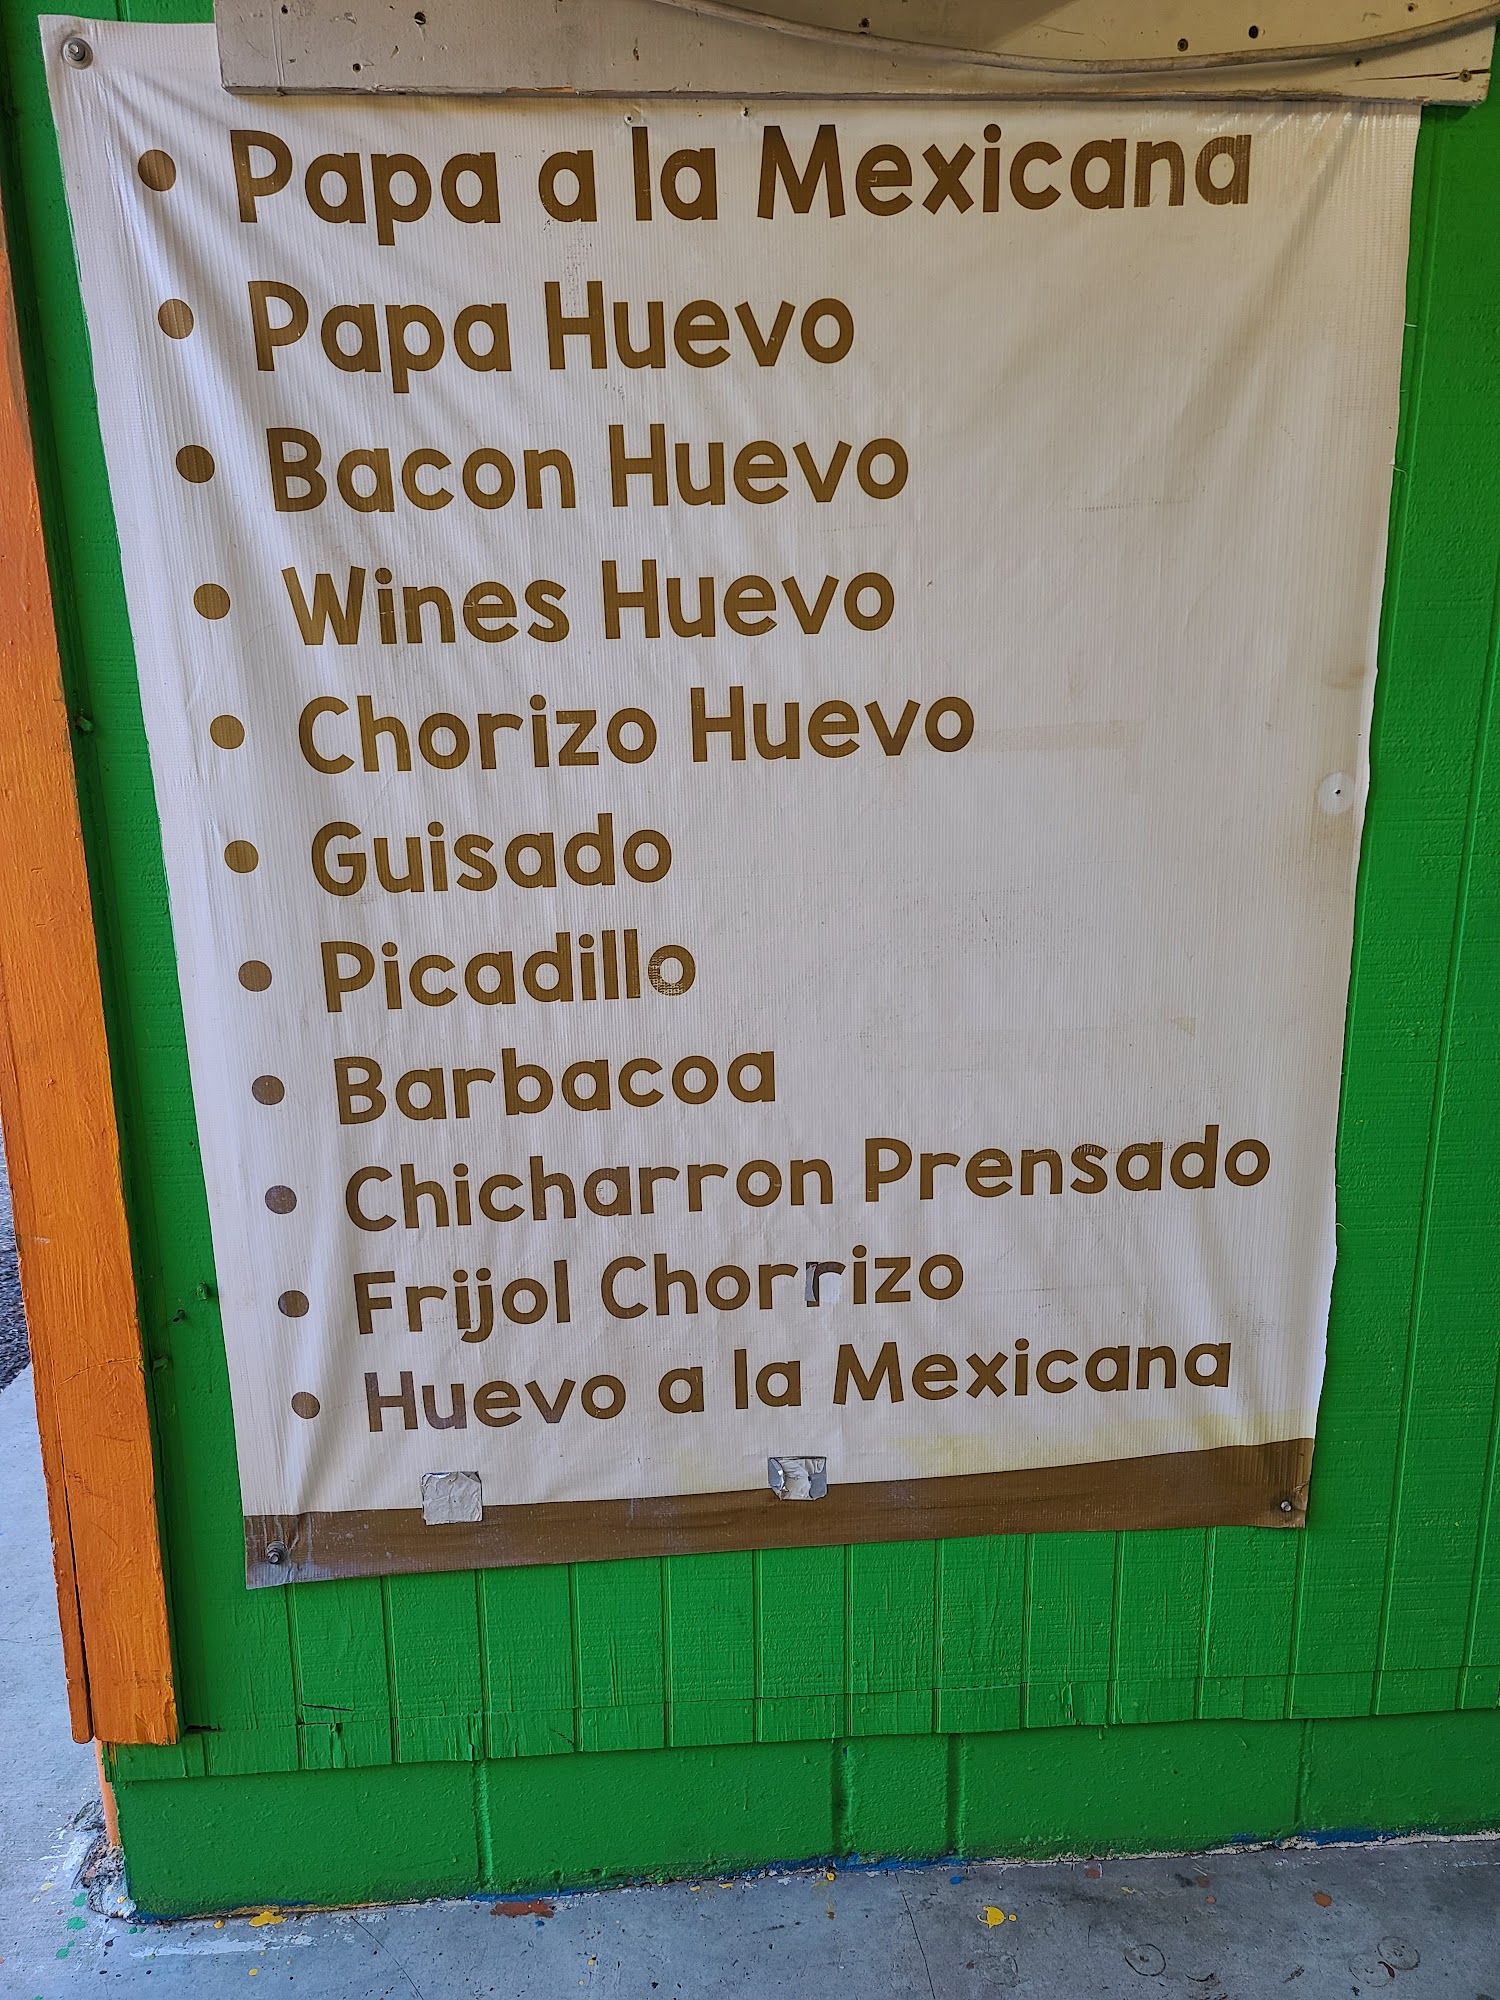 • Papa a la Mexicana
• Papa Huevo
• Bacon Huevo
• Wines Huevo
• Chorizo Huevo
• Guisado
• Picadillo
• Barbacoa
• Chicharron Prensado
• Frijol Chorrizo
• Huevo a la Mexicana